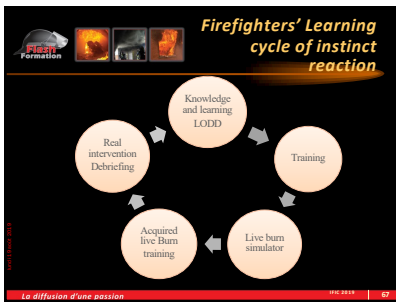 Flash
Formation
Firefighters' Learning
cycle of instinct
reaction
Knowledge
and learning
LODD
Training
Live burn
simulator
Acquired
live Burn
training
Real
intervention
Debriefing
La diffusion d'une passion
IFIC 2019
67